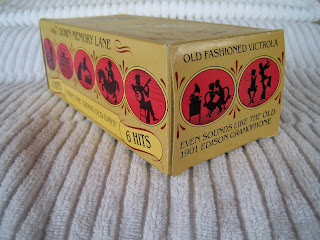 DOWN MEMORY LANE
6 HITS
OLD FASHIONED VICTROLA
EVEN SOUNDS LIKE THE OLD
1901 EDISON GRAMOPHONE